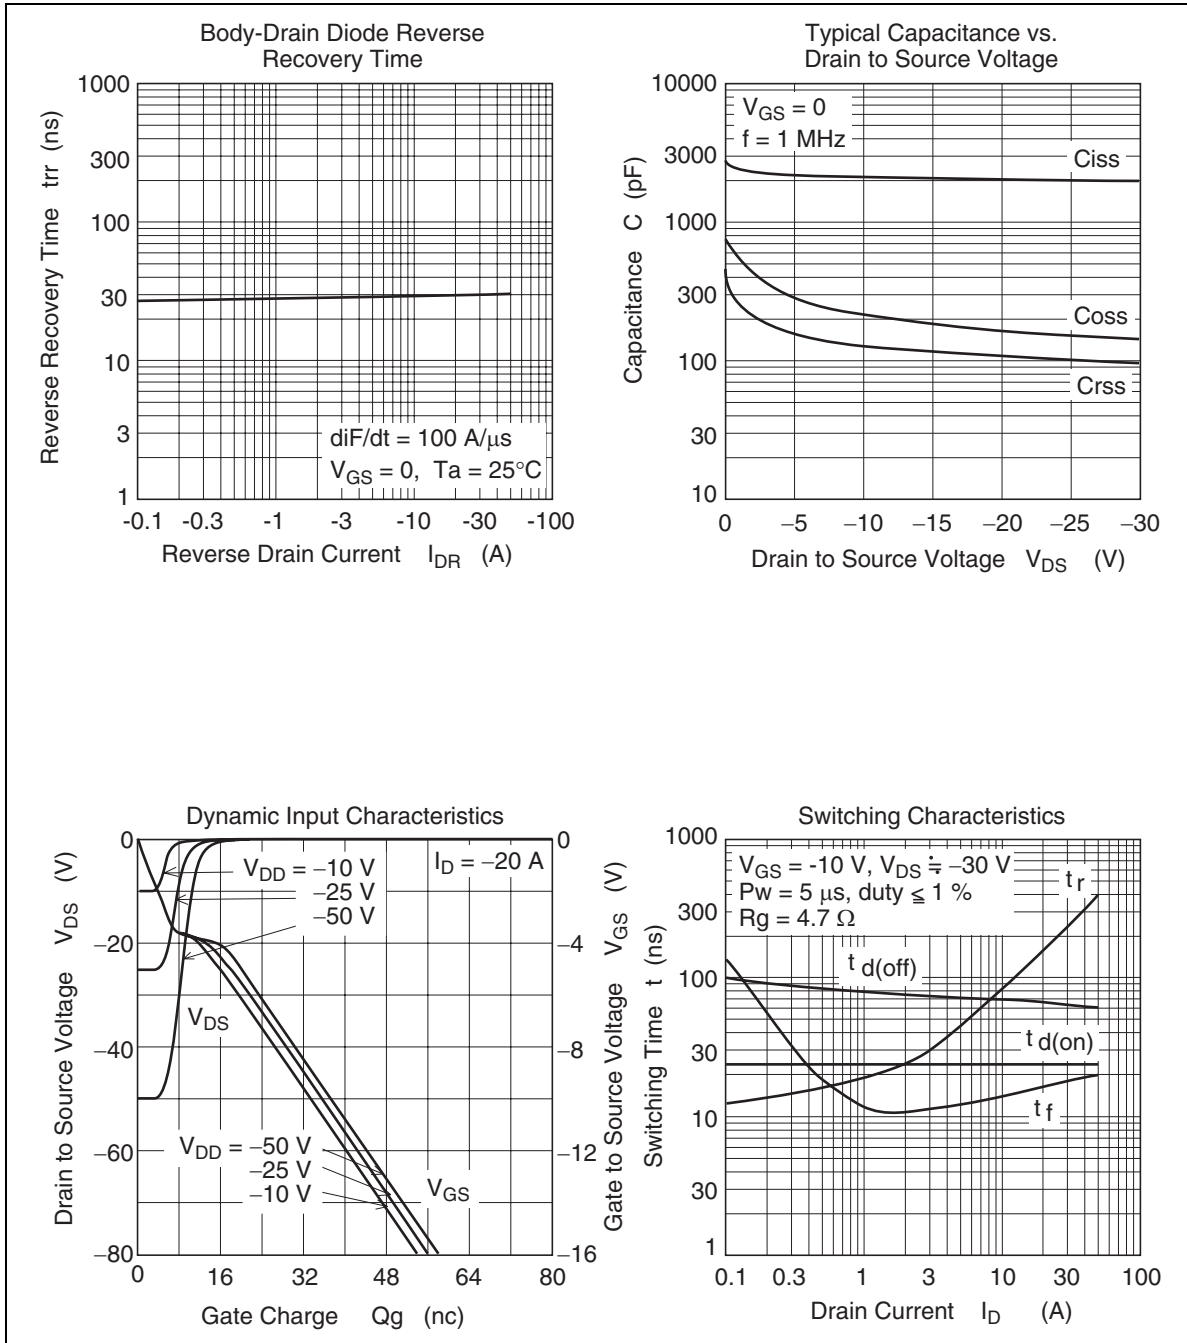 Body-Drain Diode Reverse
Recovery Time
1000
300
100
30
10
3
1
Reverse Recovery Time trr (ns)
diF/dt = 100 A/μs
VGS = 0, Ta = 25°C
-0.1 -0.3 -1 -3 -10 -30 -100
Reverse Drain Current IDR (A)
Typical Capacitance vs.
Drain to Source Voltage
10000
3000
1000
300
100
30
10
Capacitance C (pF)
VGS = 0
f = 1 MHz
Ciss
Coss
Crss
0 −5 −10 −15 −20 −25 −30
Drain to Source Voltage VDS (V)
Dynamic Input Characteristics
0
−20
−40
−60
−80
Drain to Source Voltage VDS (V)
VDD = −10 V
−25 V
−50 V
ID = −20 A
VDS
VDD = −50 V
−25 V
−10 V
VGS
0
−4
−8
−12
−16
Gate to Source Voltage VGS (V)
0 16 32 48 64 80
Gate Charge Qg (nc)
Switching Characteristics
1000
300
100
30
10
30
1
Switching Time t (ns)
VGS = -10 V, VDS ≒ −30 V
Pw = 5 μs, duty ≦ 1 %
Rg = 4.7 Ω
tr
td(off)
td(on)
tf
0.1 0.3 1 3 10 30 100
Drain Current ID (A)